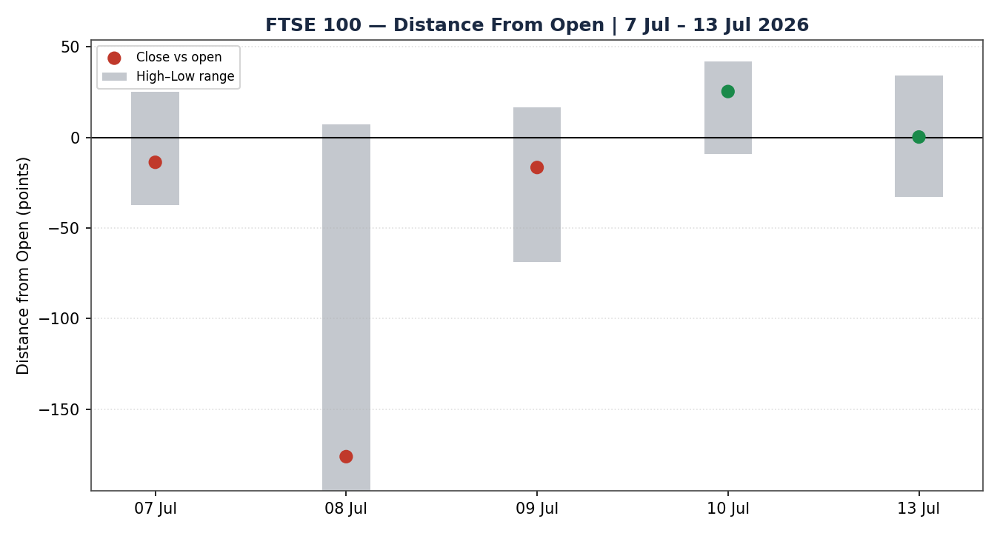 FTSE 100 — Distance From Open | 7 Jul – 13 Jul 2026
Close vs open
High–Low range
Distance from Open (points)
50
0
−50
−100
−150
07 Jul
08 Jul
09 Jul
10 Jul
13 Jul